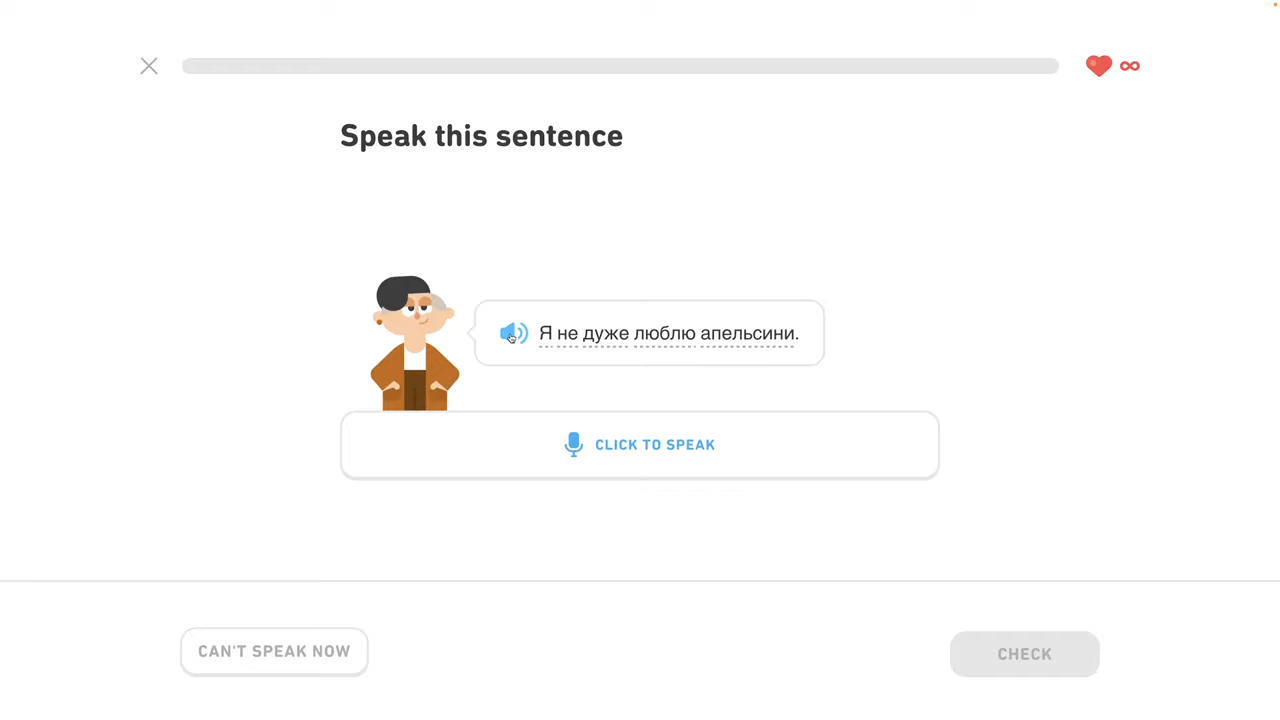 Speak this sentence
Я не дуже люблю апельсини.
CLICK TO SPEAK
CAN'T SPEAK NOW
CHECK